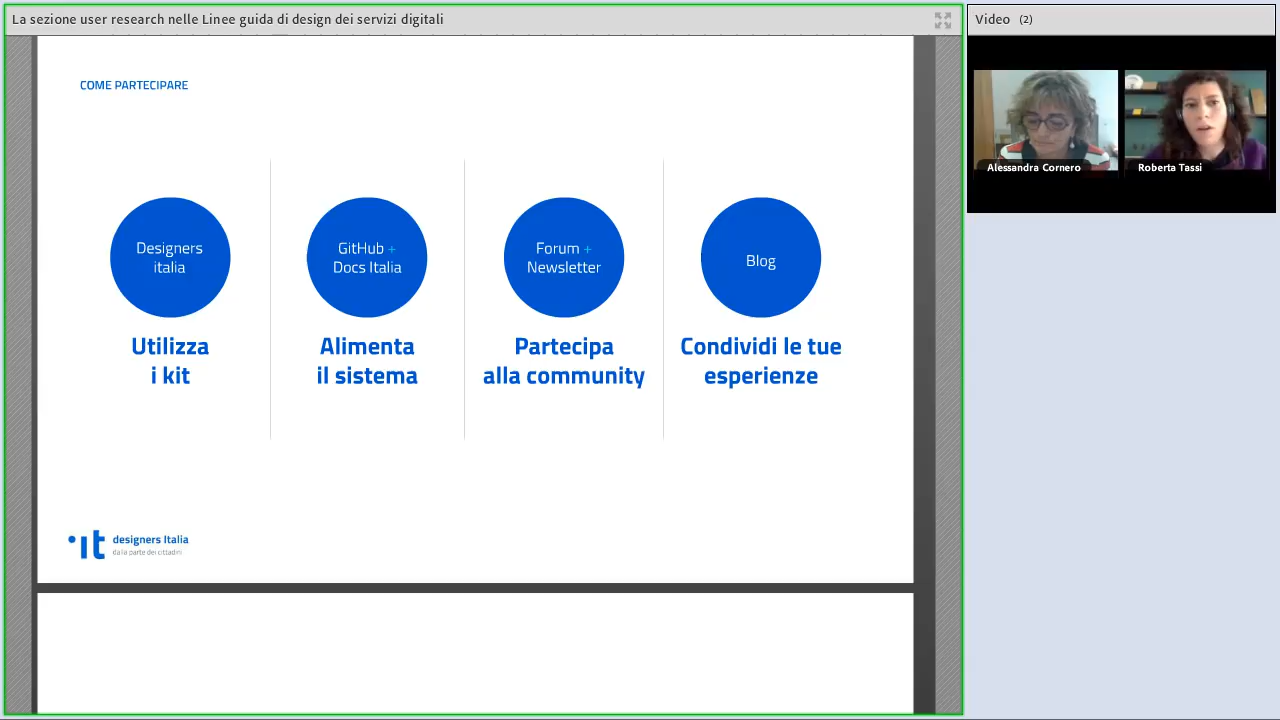 La sezione user research nelle Linee guida di design dei servizi digitali
Video (2)
Alessandra Cornero
Roberta Tassi
COME PARTECIPARE
Designers
italia
Utilizza
i kit
GitHub +
Docs Italia
Alimenta
il sistema
Forum +
Newsletter
Partecipa
alla community
Blog
Condividi le tue
esperienze
it designers Italia
dalla parte dei cittadini